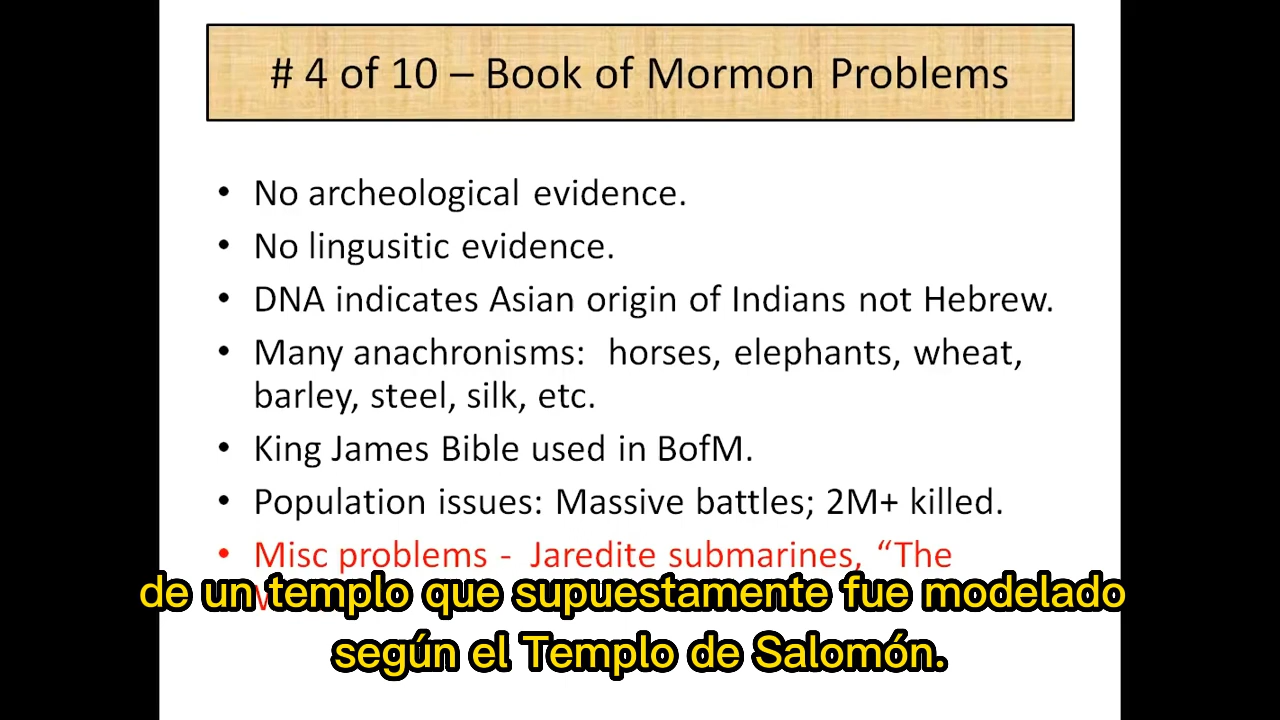 # 4 of 10 – Book of Mormon Problems
• No archeological evidence.
• No lingusitic evidence.
• DNA indicates Asian origin of Indians not Hebrew.
• Many anachronisms: horses, elephants, wheat,
barley, steel, silk, etc.
• King James Bible used in BofM.
• Population issues: Massive battles; 2M+ killed.
• Misc problems - Jaredite submarines, “The
de un templo que supuestamente fue modelado
según el Templo de Salomón.